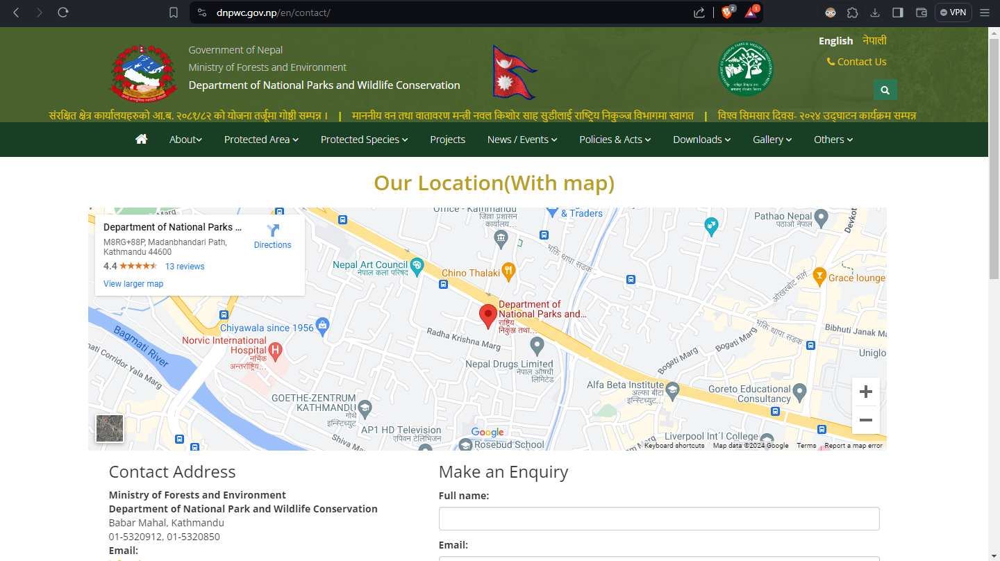 dnpwc.gov.np/en/contact/
2
1
VPN
Government of Nepal
Ministry of Forests and Environment
Department of National Parks and Wildlife Conservation
English नेपाली
Contact Us
संरक्षित क्षेत्र कार्यालयहरुको आ.ब. २०८१/८२ को योजना तर्जूमा गोष्ठी सम्पन्न । | माननीय वन तथा वातावरण मन्त्री नवल किशोर साह सुडीलाई राष्ट्रिय निकुञ्ज विभागमा स्वागत | विश्व सिमसार दिवस- २०२४ उद्घाटन कार्यक्रम सम्पन्न
About Protected Area Protected Species Projects News / Events Policies & Acts Downloads Gallery Others
Our Location(With map)
Department of National Parks ...
M8RG+88P, Madanbhandari Path,
Kathmandu 44600
4.4 13 reviews
View larger map
Directions
Marg
Office - Kathmandu
जिल्ला प्रशासन
कार्यालय...
& Traders
Pathao Nepal
पठाओ नेपाल
Devkot
भक्ति थापा सडक
Nepal Art Council
नेपाल कला परिषद
Chino Thalaki
Grace lounge
ओखरबोट मार्ग
Department of
National Parks and...
राष्ट्रिय
निकुञ्ज तथा...
Chiyawala since 1956
Radha Krishna Marg
भक्ति थापा सडक
Bibhuti Janak Ma
Bagmati River
Norvic International
Hospital
नर्भिक
अन्तर्राष्ट्रिय...
Bogati Marg
Bogati Marg
Uniglo
mati Corridor Yala Marg
Nepal Drugs Limited
नेपाल औषधी
लिमिटेड
Alfa Beta Institute
अल्फा बीटा
इन्स्टिच्युट...
Goreto Educational
Consultancy
GOETHE-ZENTRUM
KATHMANDU
गोथे
इन्स्टिच्युट
AP1 HD Television
एपिवन टेलिभिजन
Shiva Marg
Google
Rosebud School
Liverpool Int´l College
am Marg
Keyboard shortcuts Map data ©2024 Google Terms Report a map error
Contact Address
Ministry of Forests and Environment
Department of National Park and Wildlife Conservation
Babar Mahal, Kathmandu
01-5320912, 01-5320850
Email:
Make an Enquiry
Full name:
Email: